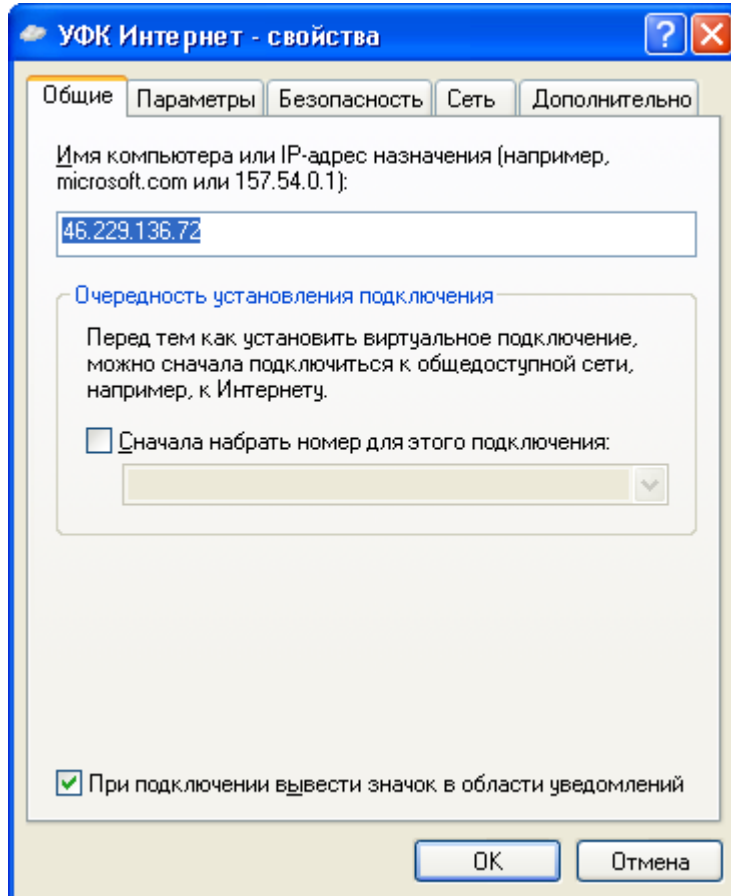 УФК Интернет - свойства
Общие Параметры Безопасность Сеть Дополнительно
Имя компьютера или IP-адрес назначения (например,
microsoft.com или 157.54.0.1):
46.229.136.72
Очередность установления подключения
Перед тем как установить виртуальное подключение,
можно сначала подключиться к общедоступной сети,
например, к Интернету.
Сначала набрать номер для этого подключения:
При подключении вывести значок в области уведомлений
OK Отмена